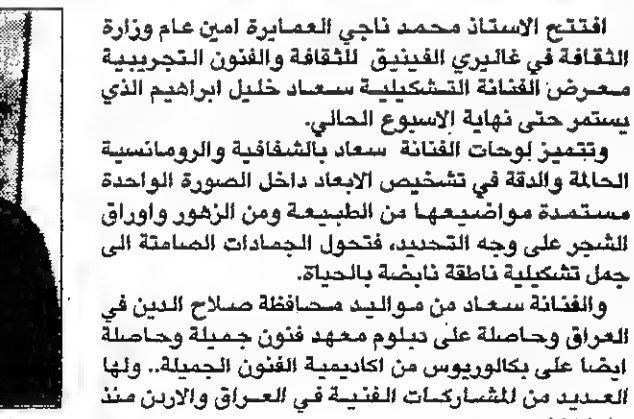 افتتح الاستاذ محمد ناجي العمايرة امين عام وزارة
الثقافة في غاليري الفينيق للثقافة والفنون التجريبية
معرض الفنانة التشكيلية سعاد خليل ابراهيم الذي
يستمر حتى نهاية الاسبوع الحالي.
وتتميز لوحات الفنانة سعاد بالشفافية والرومانسية
الحالمة والدقة في تشخيص الابعاد داخل الصورة الواحدة
مستمدة مواضيعها من الطبيعة ومن الزهور واوراق
الشجر على وجه التحديد، فتحول الجمادات الصامتة الى
جمل تشكيلية ناطقة نابضة بالحياة.
والفنانة سعاد من مواليد محافظة صلاح الدين في
العراق وحاصلة على دبلوم معهد فنون جميلة وحاصلة
ايضا على بكالوريوس من اكاديمية الفنون الجميلة.. ولها
العديد من المشاركات الفنية في العراق والاردن منذ